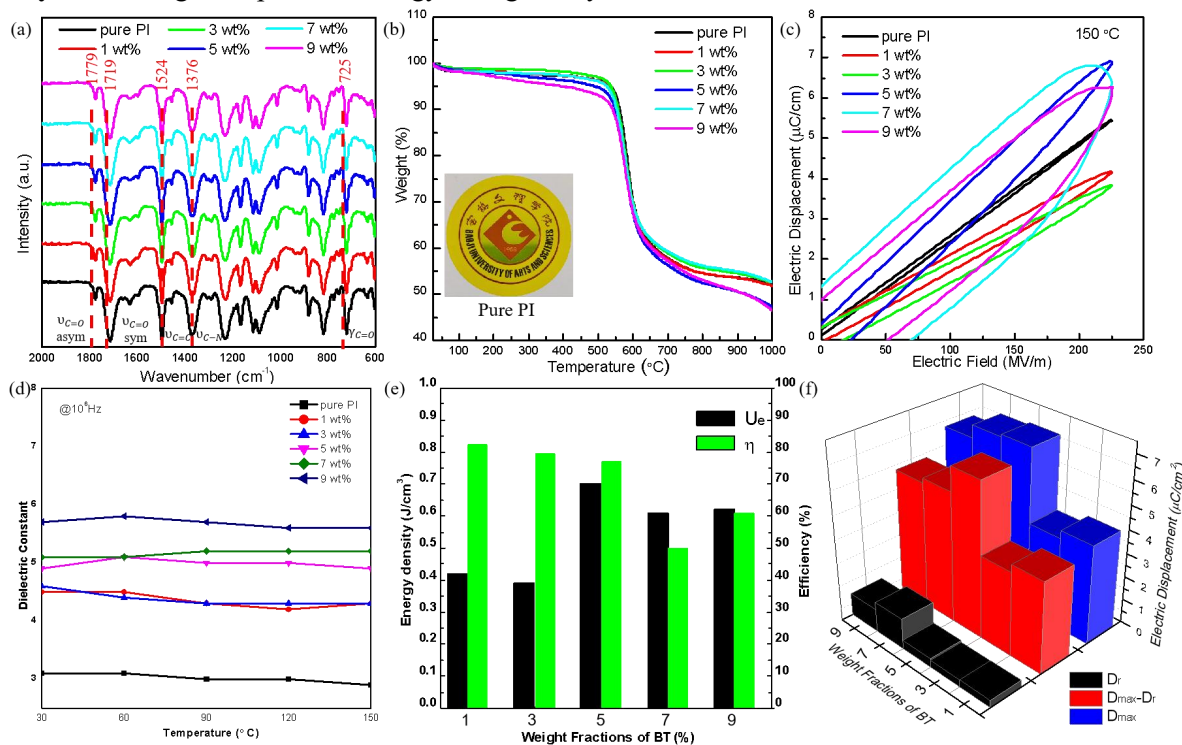 (a)
pure PI
3 wt%
7 wt%
1 wt%
5 wt%
9 wt%
1779
1719
1524
1376
725
Intensity (a.u.)
υC=O
asym
υC=O
sym
υC=C
υC−N
γC=O
2000
1800
1600
1400
1200
1000
800
600
Wavenumber (cm-1)
(b)
pure PI
1 wt%
3 wt%
5 wt%
7 wt%
9 wt%
110
100
90
80
70
60
50
40
Weight (%)
BAOJI UNIVERSITY OF ARTS AND SCIENCES
Pure PI
100
200
300
400
500
600
700
800
900
1000
Temperature (°C)
(c)
150 °C
pure PI
1 wt%
3 wt%
5 wt%
7 wt%
9 wt%
8
7
6
5
4
3
2
1
0
Electric Displacement (μC/cm)
0
50
100
150
200
250
Electric Field (MV/m)
(d)
@10⁶Hz
pure PI
1 wt%
3 wt%
5 wt%
7 wt%
9 wt%
8
7
6
5
4
3
Dielectric Constant
30
60
90
120
150
Temperature (° C)
(e)
Ue
η
1.0
0.9
0.8
0.7
0.6
0.5
0.4
0.3
0.2
0.1
0.0
Energy density (J/cm³)
100
90
80
70
60
50
40
30
20
10
0
Efficiency (%)
1
3
5
7
9
Weight Fractions of BT (%)
(f)
7
6
5
4
3
2
1
0
Electric Displacement (μC/cm²)
9
7
5
3
1
Weight Fractions of BT
Dr
Dmax-Dr
Dmax